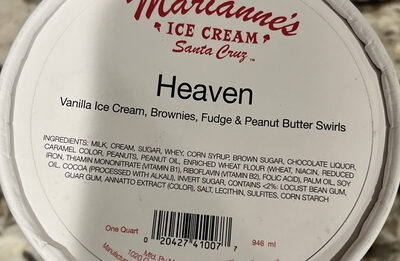 Marianne's
ICE CREAM
Santa Cruz™
Heaven
Vanilla Ice Cream, Brownies, Fudge & Peanut Butter Swirls
INGREDIENTS: MILK, CREAM, SUGAR, WHEY, CORN SYRUP, BROWN SUGAR, CHOCOLATE LIQUOR,
CARAMEL COLOR, PEANUTS, PEANUT OIL, ENRICHED WHEAT FLOUR (WHEAT, NIACIN, REDUCED
IRON, THIAMIN MONONITRATE (VITAMIN B1), RIBOFLAVIN (VITAMIN B2), FOLIC ACID), PALM OIL, SOY
OIL, COCOA (PROCESSED WITH ALKALI), INVERT SUGAR, CONTAINS <2%: LOCUST BEAN GUM,
GUAR GUM, ANNATTO EXTRACT (COLOR), SALT, LECITHIN, SULFITES, CORN STARCH
One Quart
946 ml
0 20427 41007 7
Mfd. By
1020